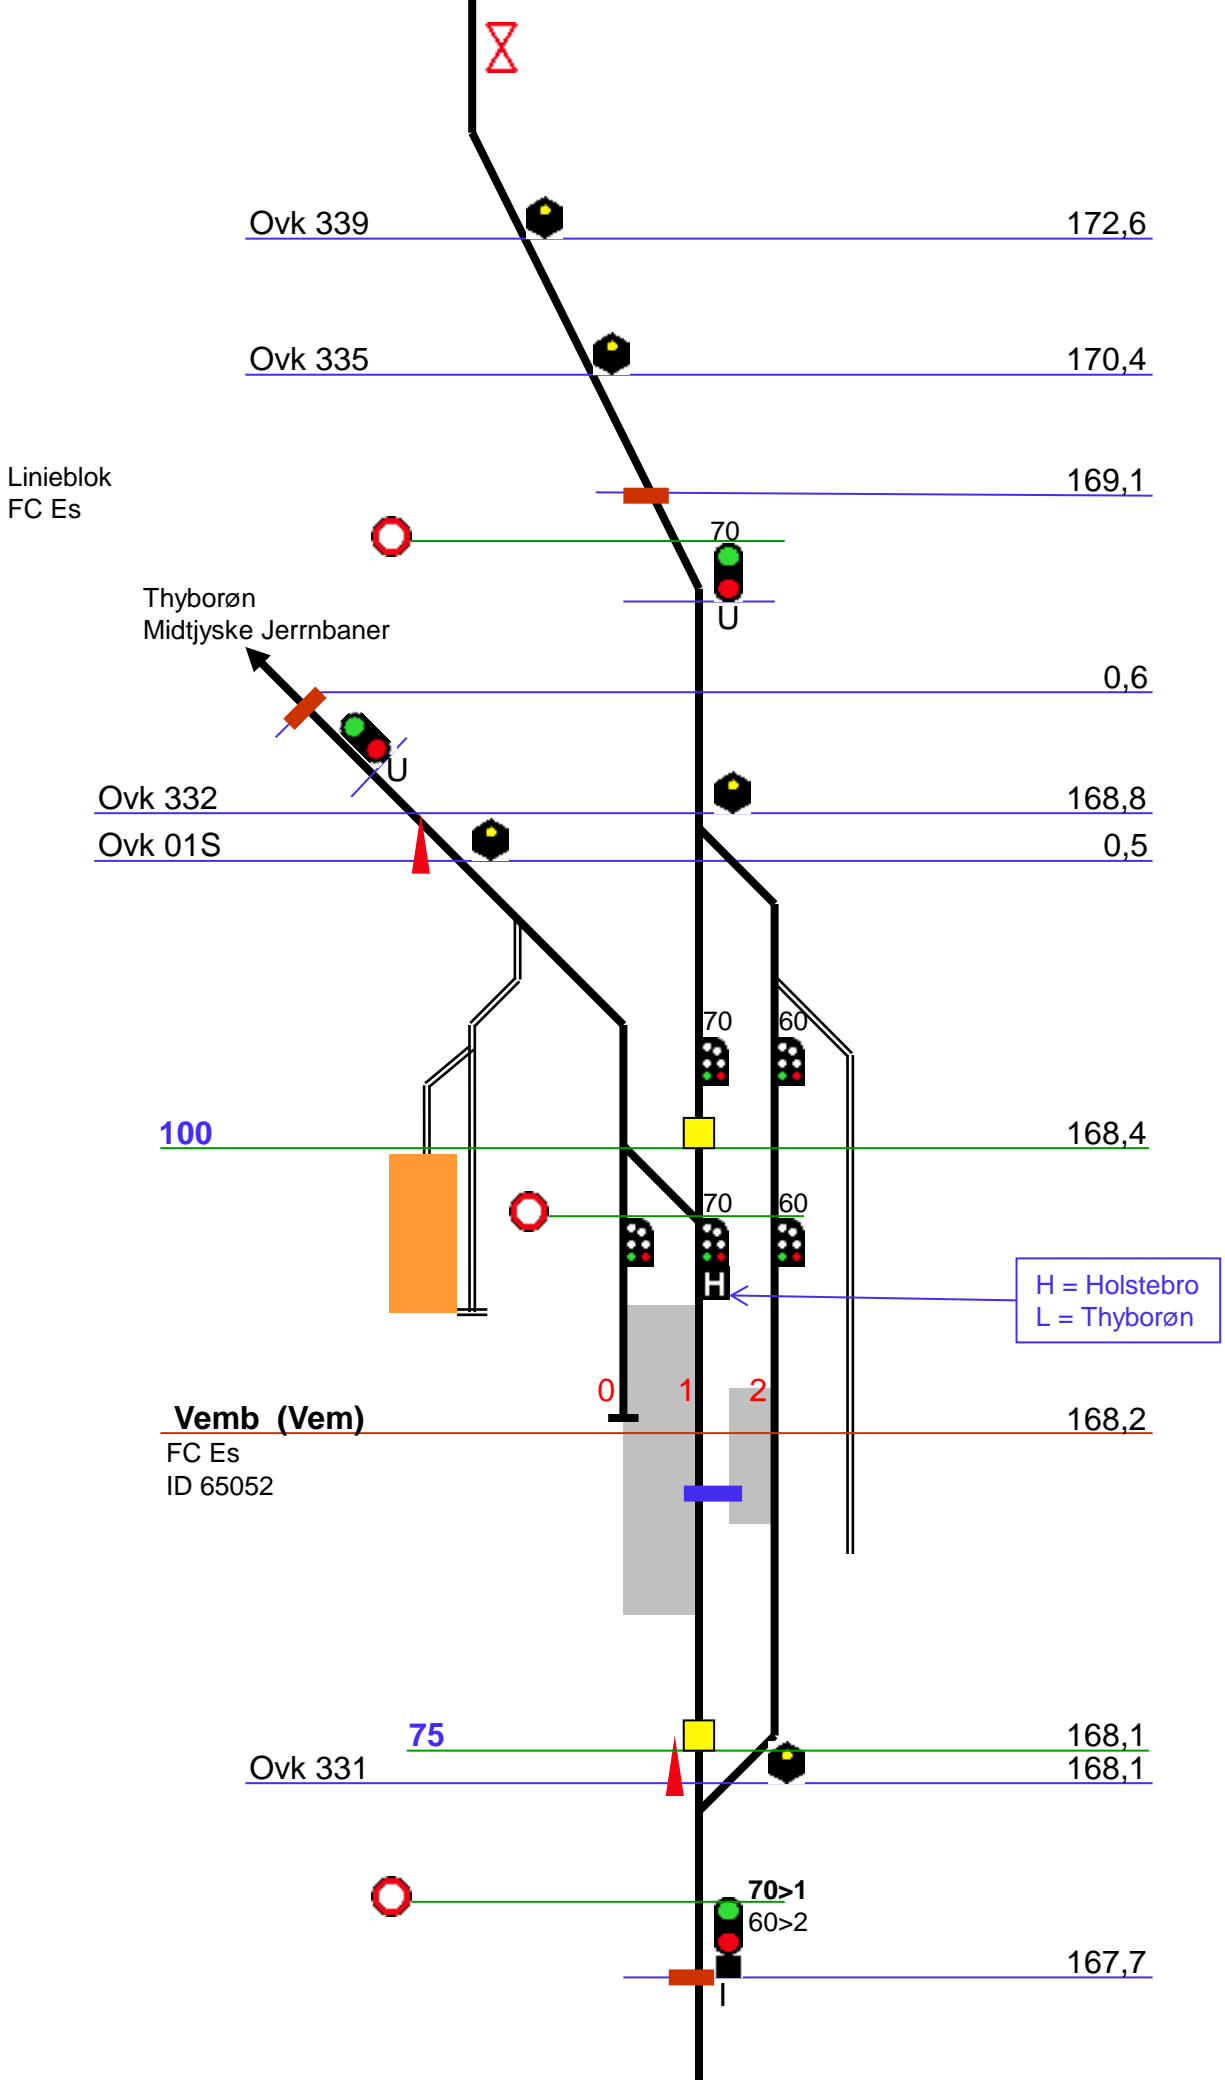 Ovk 339 172,6
Ovk 335 170,4
Linieblok
FC Es
169,1
70
U
Thyborøn
Midtjyske Jerrnbaner
0,6
U
Ovk 332 168,8
Ovk 01S 0,5
70 60
100 168,4
70 60
H
H = Holstebro
L = Thyborøn
0 1 2
Vemb (Vem) 168,2
FC Es
ID 65052
75 168,1
Ovk 331 168,1
70>1
60>2
167,7
I